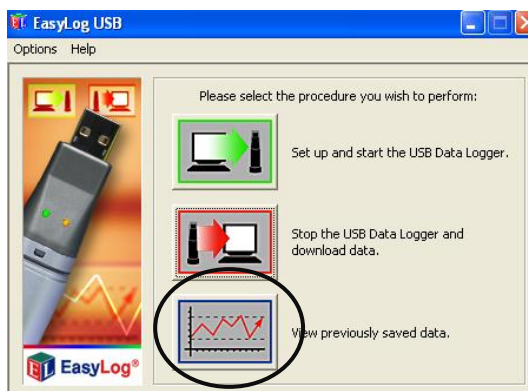 EasyLog USB
Options Help
Please select the procedure you wish to perform:
Set up and start the USB Data Logger.
Stop the USB Data Logger and
download data.
View previously saved data.
EasyLog®